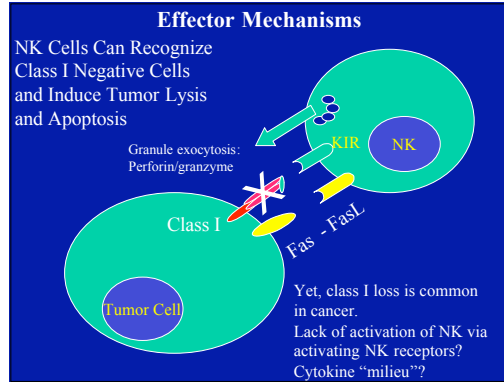 Effector Mechanisms
NK Cells Can Recognize
Class I Negative Cells
and Induce Tumor Lysis
and Apoptosis
KIR
NK
Granule exocytosis:
Perforin/granzyme
Class I
Fas - FasL
Tumor Cell
Yet, class I loss is common
in cancer.
Lack of activation of NK via
activating NK receptors?
Cytokine “milieu”?